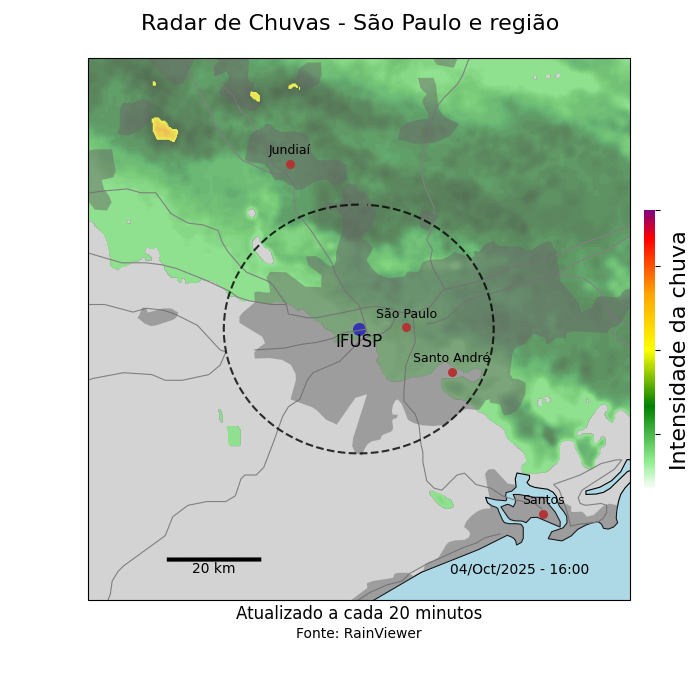 Radar de Chuvas - São Paulo e região
Jundiaí
São Paulo
IFUSP
Santo André
Santos
20 km
04/Oct/2025 - 16:00
Intensidade da chuva
Atualizado a cada 20 minutos
Fonte: RainViewer